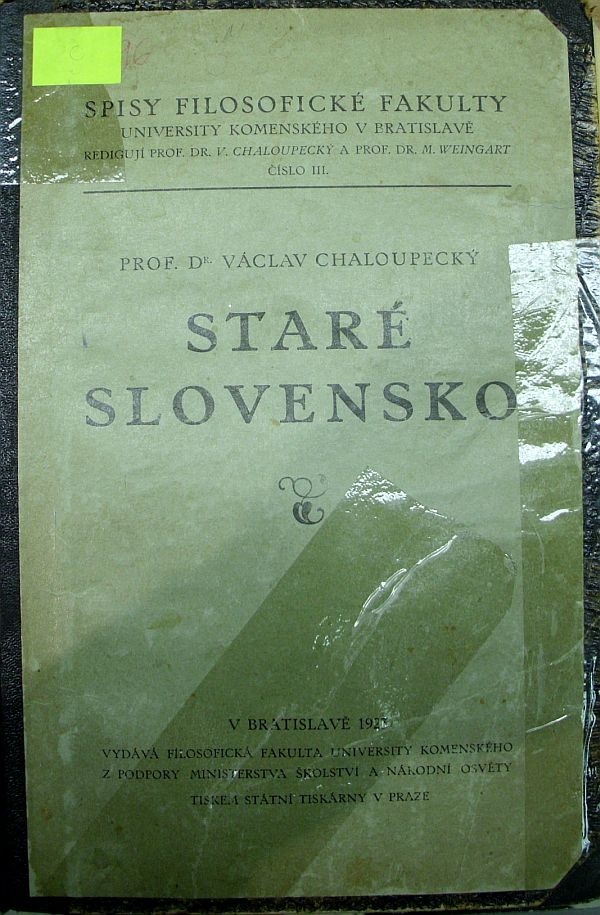 SPISY FILOSOFICKÉ FAKULTY
UNIVERSITY KOMENSKÉHO V BRATISLAVĚ
REDIGUJÍ PROF. DR. V. CHALOUPECKÝ A PROF. DR. M. WEINGART
ČÍSLO III.
PROF. DR. VÁCLAV CHALOUPECKÝ
STARÉ
SLOVENSKO
V BRATISLAVĚ 1923
VYDÁVÁ FILOSOFICKÁ FAKULTA UNIVERSITY KOMENSKÉHO
Z PODPORY MINISTERSTVA ŠKOLSTVÍ A NÁRODNÍ OSVĚTY
TISKEM STÁTNÍ TISKÁRNY V PRAZE